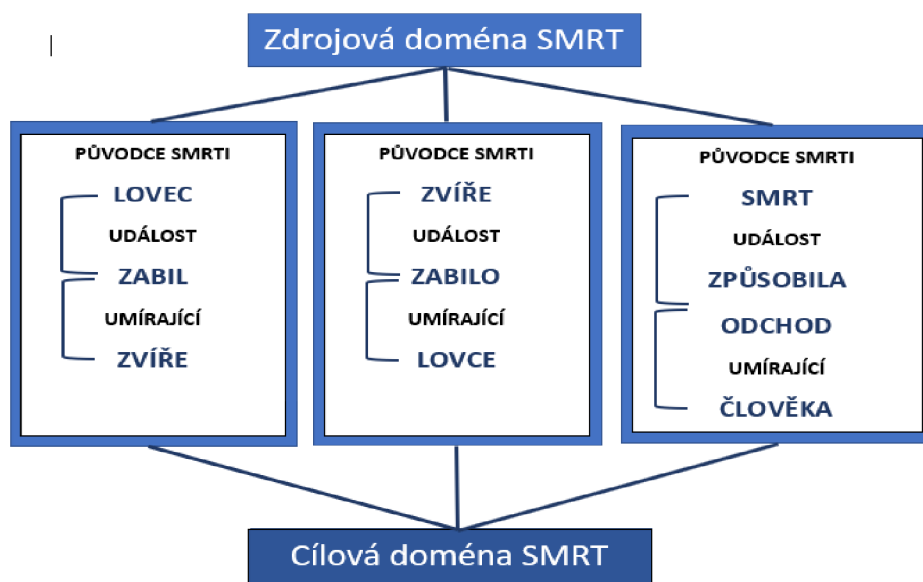 Zdrojová doména SMRT
PŮVODCE SMRTI
LOVEC
UDÁLOST
ZABIL
UMÍRAJÍCÍ
ZVÍŘE
PŮVODCE SMRTI
ZVÍŘE
UDÁLOST
ZABILO
UMÍRAJÍCÍ
LOVCE
PŮVODCE SMRTI
SMRT
UDÁLOST
ZPŮSOBILA
ODCHOD
UMÍRAJÍCÍ
ČLOVĚKA
Cílová doména SMRT